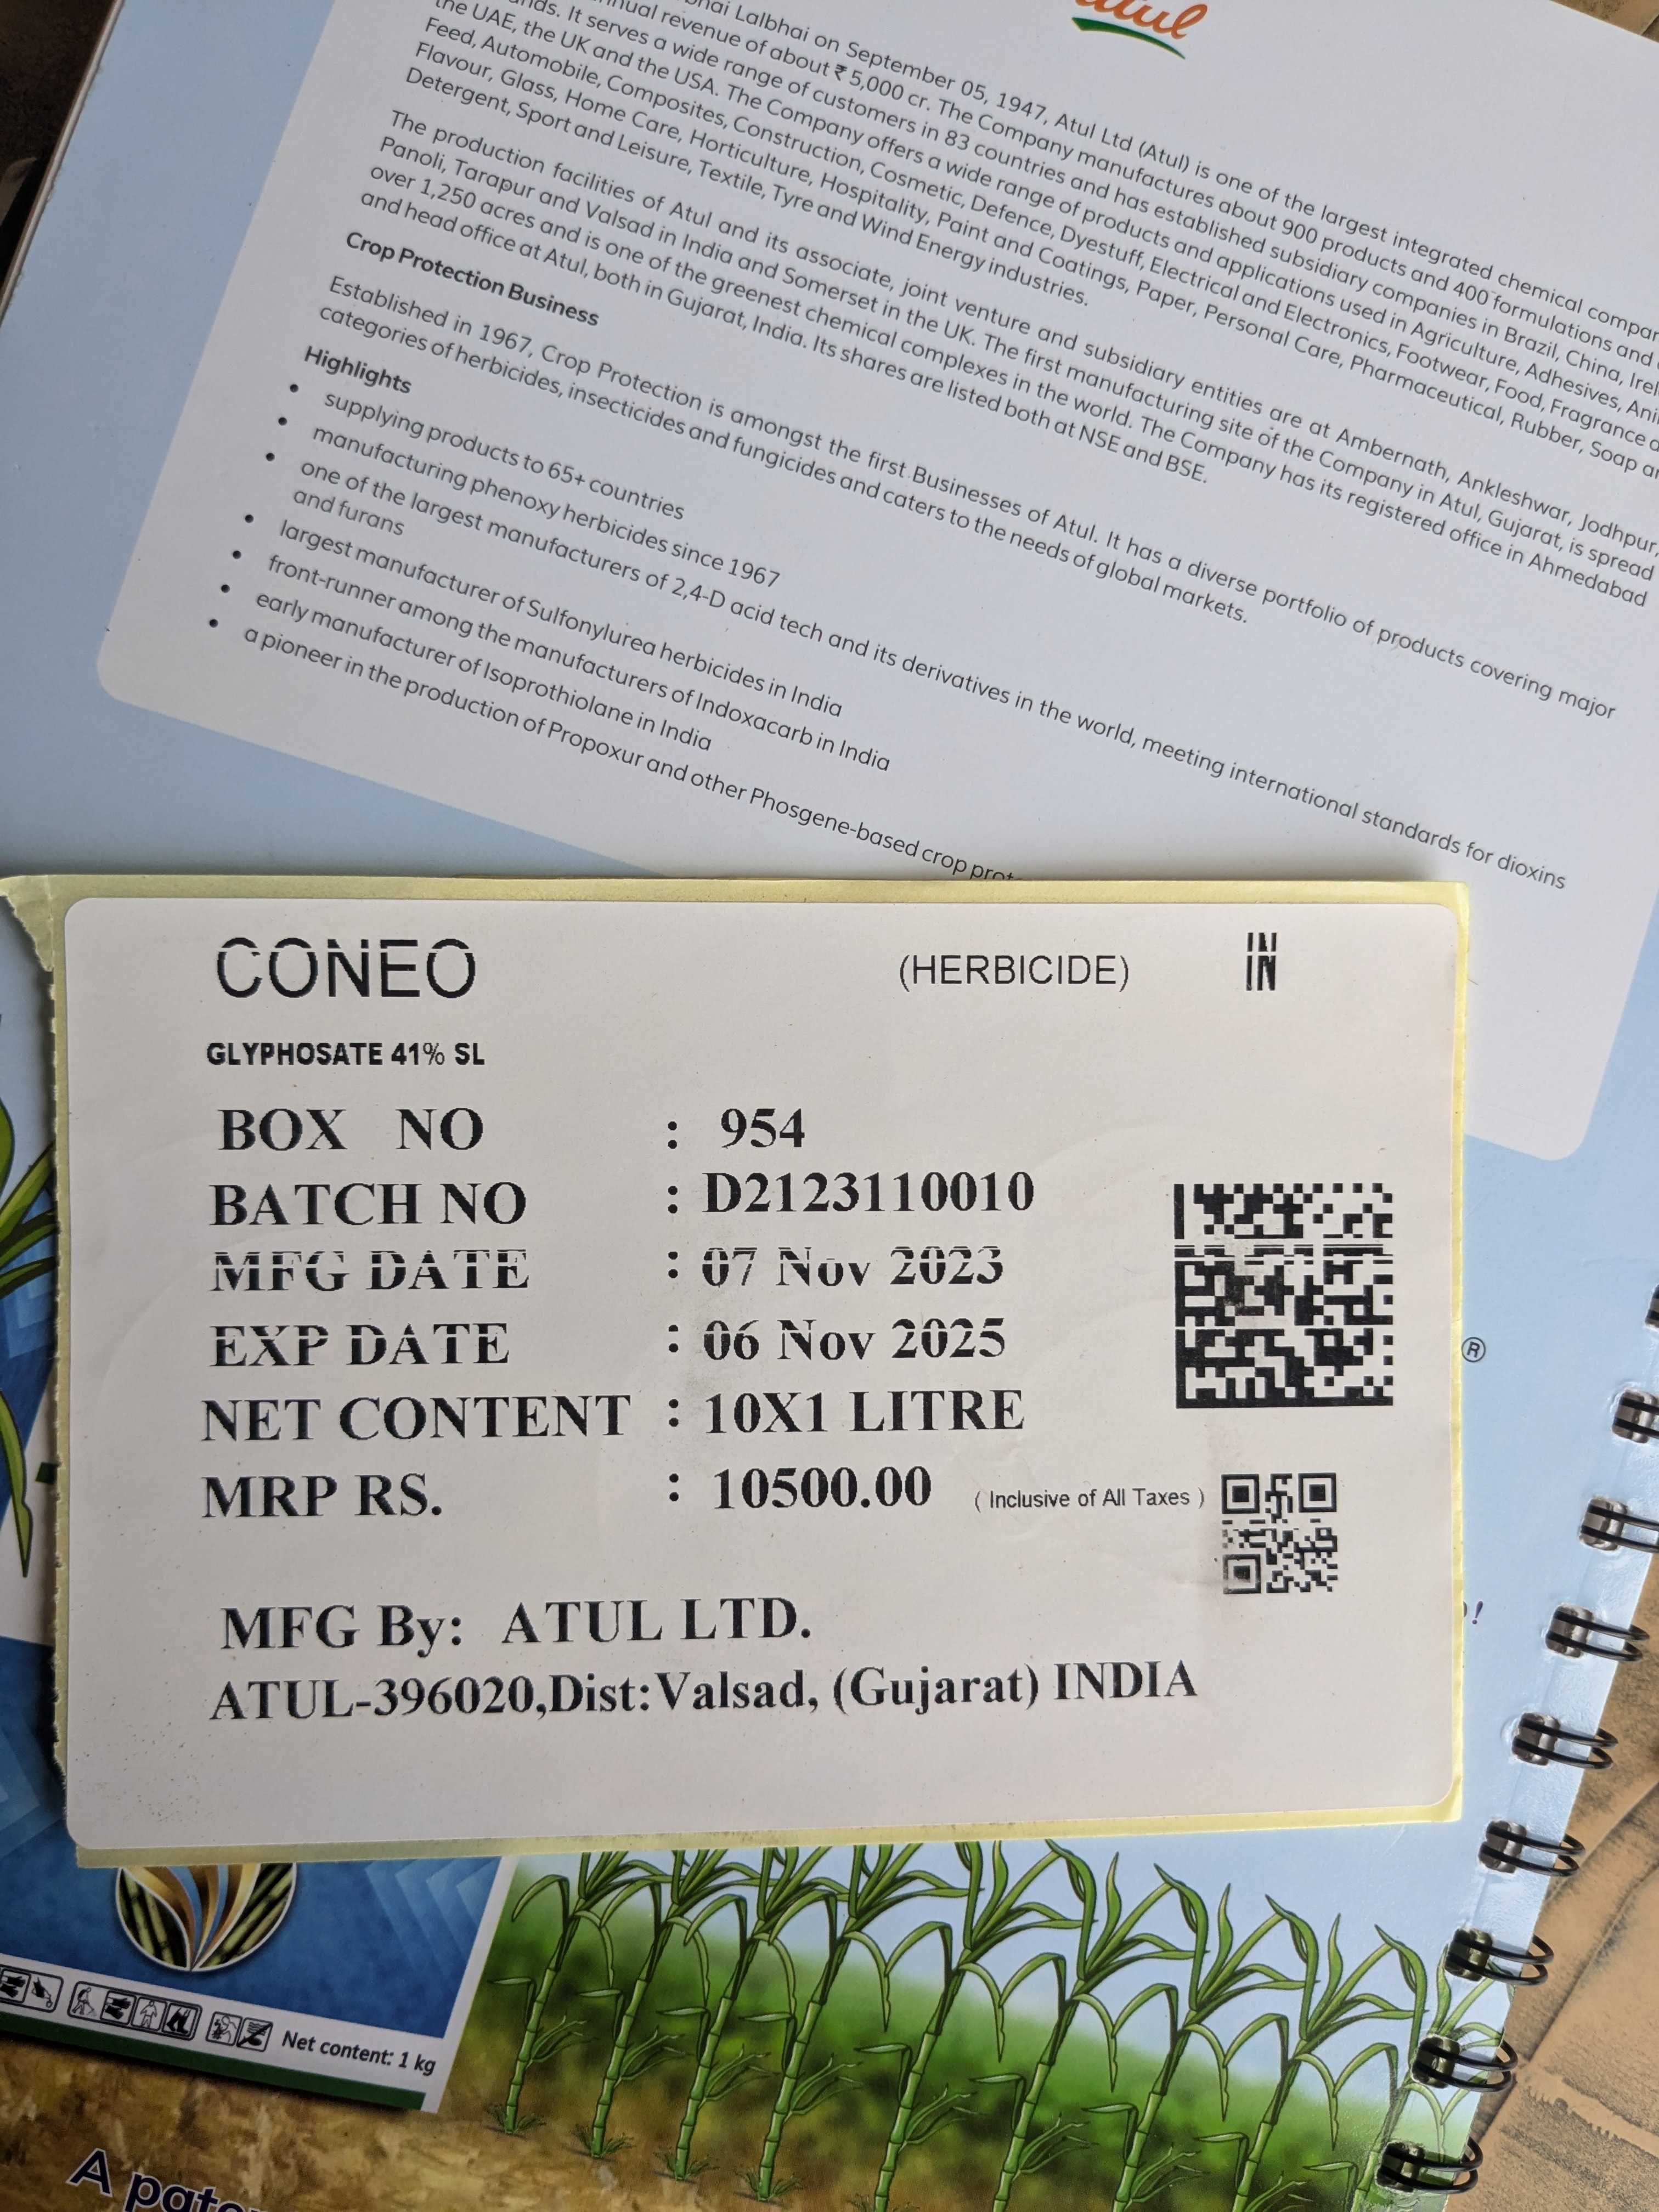 atul
Lalbhai on September 05, 1947, Atul Ltd (Atul) is one of the largest integrated chemical
revenue of about ₹ 5,000 cr. The Company manufactures about 900 products and 400 formulations and
It serves a wide range of customers in 83 countries and has established subsidiary companies in Brazil, China,
the UAE, the UK and the USA. The Company offers a wide range of products and applications used in Agriculture, Adhesives,
Feed, Automobile, Composites, Construction, Cosmetic, Defence, Dyestuff, Electrical and Electronics, Footwear, Food, Fragrance
Flavour, Glass, Home Care, Horticulture, Hospitality, Paint and Coatings, Paper, Personal Care, Pharmaceutical, Rubber, Soap
Detergent, Sport and Leisure, Textile, Tyre and Wind Energy industries.
The production facilities of Atul and its associate, joint venture and subsidiary entities are at Ambernath, Ankleshwar, Jodhpur,
Panoli, Tarapur and Valsad in India and Somerset in the UK. The first manufacturing site of the Company in Atul, Gujarat, is spread
over 1,250 acres and is one of the greenest chemical complexes in the world. The Company has its registered office in Ahmedabad
and head office at Atul, both in Gujarat, India. Its shares are listed both at NSE and BSE.
Crop Protection Business
Established in 1967, Crop Protection is amongst the first Businesses of Atul. It has a diverse portfolio of products covering major
categories of herbicides, insecticides and fungicides and caters to the needs of global markets.
Highlights
• supplying products to 65+ countries
• manufacturing phenoxy herbicides since 1967
• one of the largest manufacturers of 2,4-D acid tech and its derivatives in the world, meeting international standards for dioxins
and furans
• largest manufacturer of Sulfonylurea herbicides in India
• front-runner among the manufacturers of Indoxacarb in India
• early manufacturer of Isoprothiolane in India
• a pioneer in the production of Propoxur and other Phosgene-based crop
CONEO (HERBICIDE) IN
GLYPHOSATE 41% SL
BOX NO : 954
BATCH NO : D2123110010
MFG DATE : 07 Nov 2023
EXP DATE : 06 Nov 2025
NET CONTENT : 10X1 LITRE
MRP RS. : 10500.00 ( Inclusive of All Taxes )
MFG By: ATUL LTD.
ATUL-396020,Dist:Valsad, (Gujarat) INDIA
®
Net content: 1 kg
A